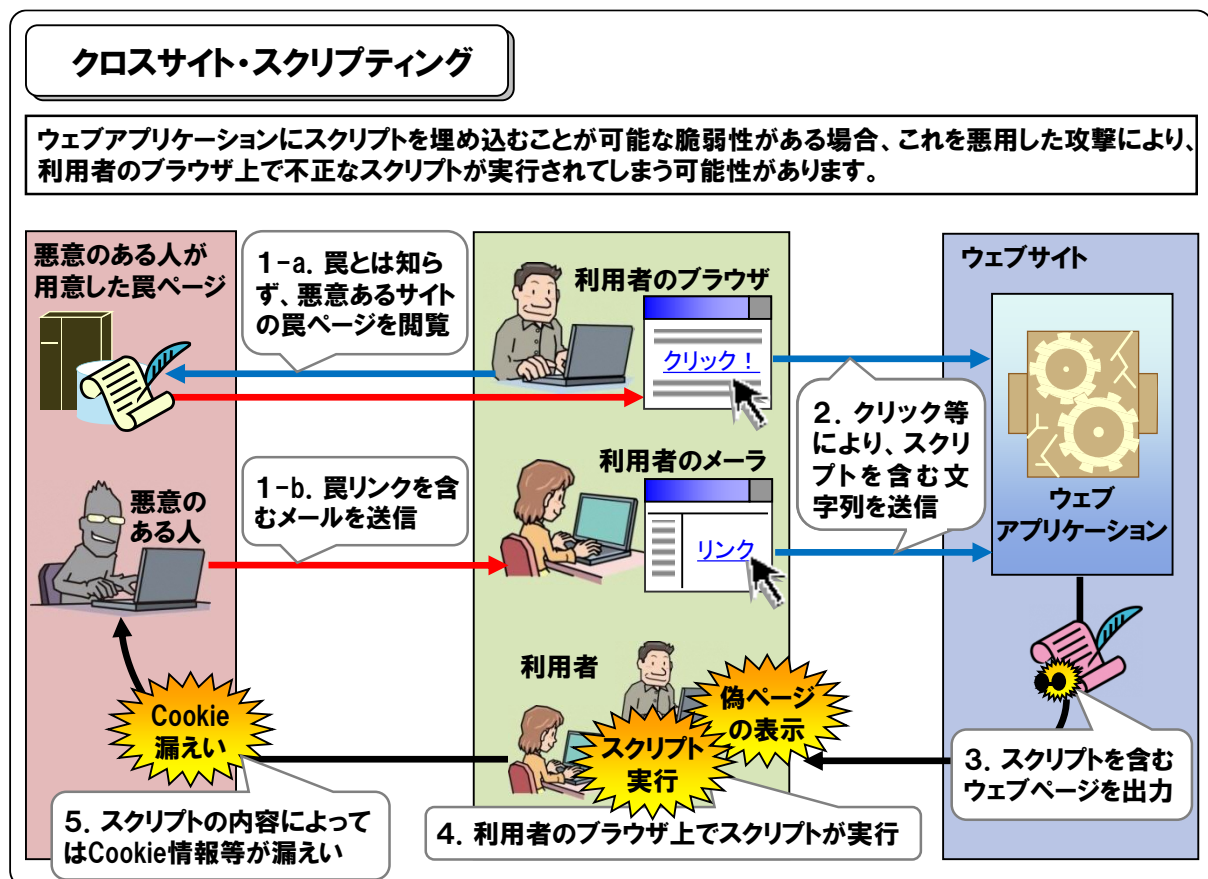 クロスサイト・スクリプティング
ウェブアプリケーションにスクリプトを埋め込むことが可能な脆弱性がある場合、これを悪用した攻撃により、
利用者のブラウザ上で不正なスクリプトが実行されてしまう可能性があります。
悪意のある人が
用意した罠ページ
1-a. 罠とは知ら
ず、悪意あるサイト
の罠ページを閲覧
利用者のブラウザ
クリック！
ウェブサイト
2. クリック等
により、スク
リプトを含む文
字列を送信
ウェブ
アプリケーション
悪意の
ある人
1-b. 罠リンクを含
むメールを送信
利用者のメーラ
リンク
利用者
偽ページ
の表示
スクリプト
実行
Cookie
漏えい
3. スクリプトを含む
ウェブページを出力
4. 利用者のブラウザ上でスクリプトが実行
5. スクリプトの内容によって
はCookie情報等が漏えい